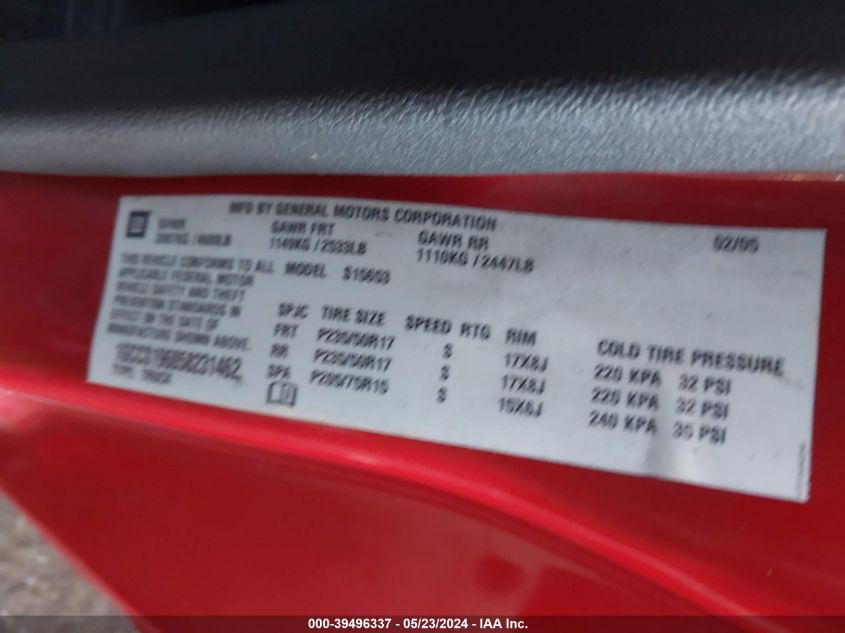 MFD BY GENERAL MOTORS CORPORATION 02/05
GM GVWR GAWR FRT GAWR RR
1149KG / 2533LB 1110KG / 2447LB
THIS VEHICLE CONFORMS TO ALL MODEL S15653
APPLICABLE FEDERAL MOTOR
VEHICLE SAFETY AND THEFT
PREVENTION STANDARDS IN
EFFECT ON THE DATE OF
MANUFACTURE SHOWN ABOVE.
TYPE: TRUCK
SPJC TIRE SIZE SPEED RTG RIM COLD TIRE PRESSURE
FRT P235/50R17 S 17X8J 220 KPA 32 PSI
RR P235/50R17 S 17X8J 220 KPA 32 PSI
SPA P205/75R15 S 15X6J 240 KPA 35 PSI
000-39496337 - 05/23/2024 - IAA Inc.